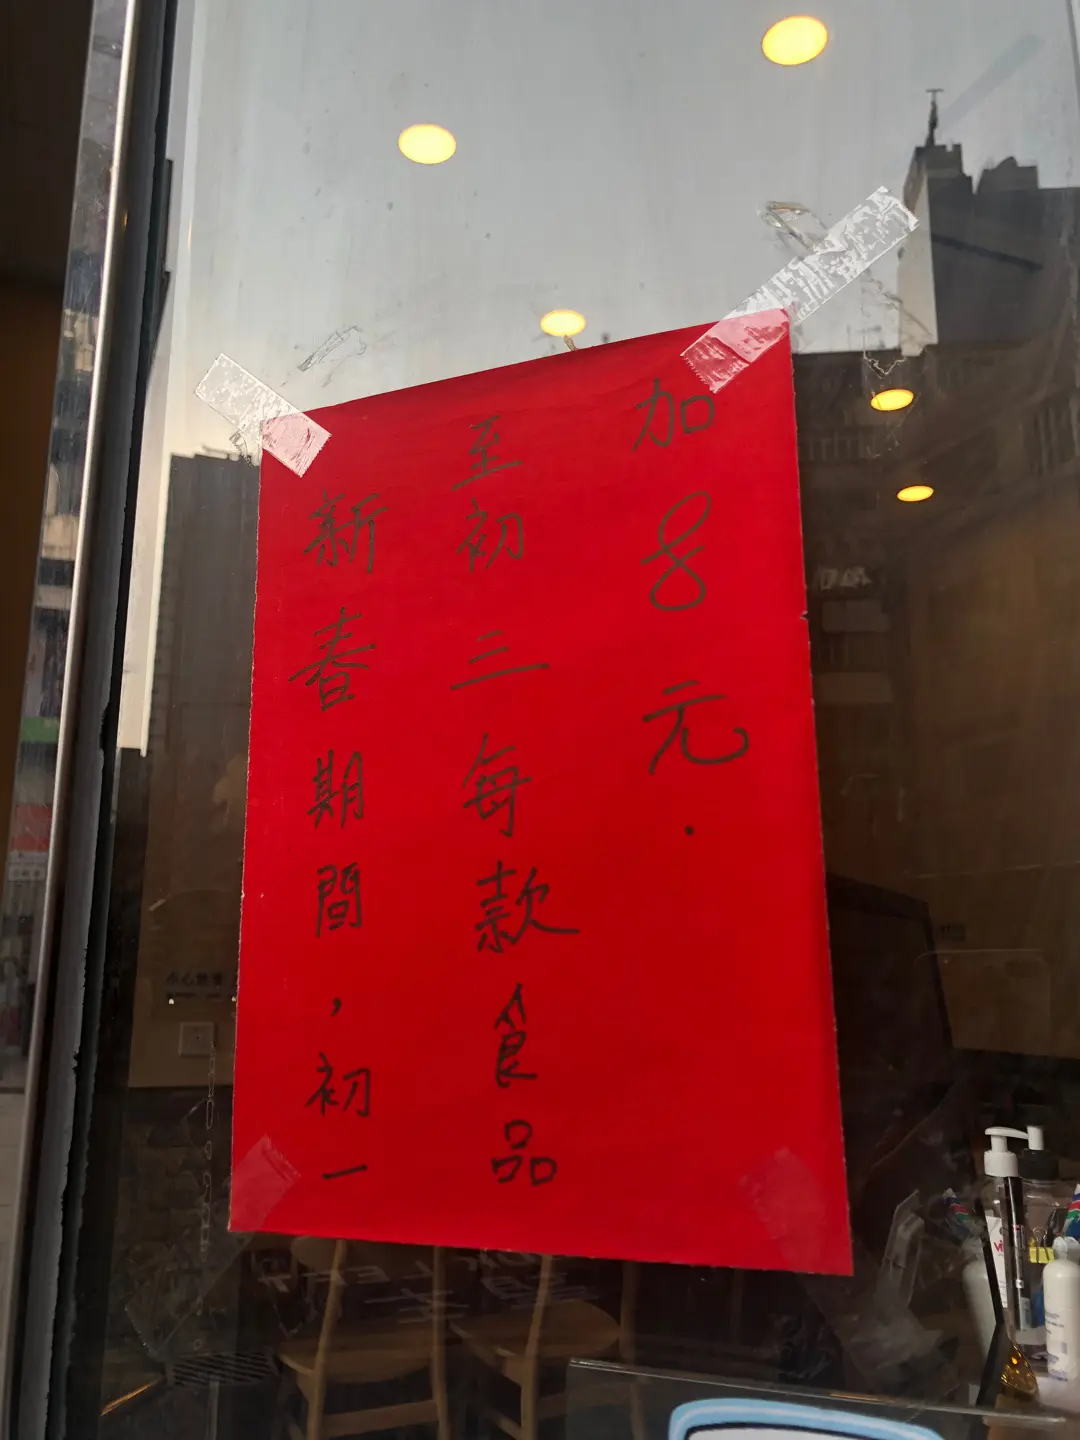 新春期間，初一
至初三每款食品
加8元.